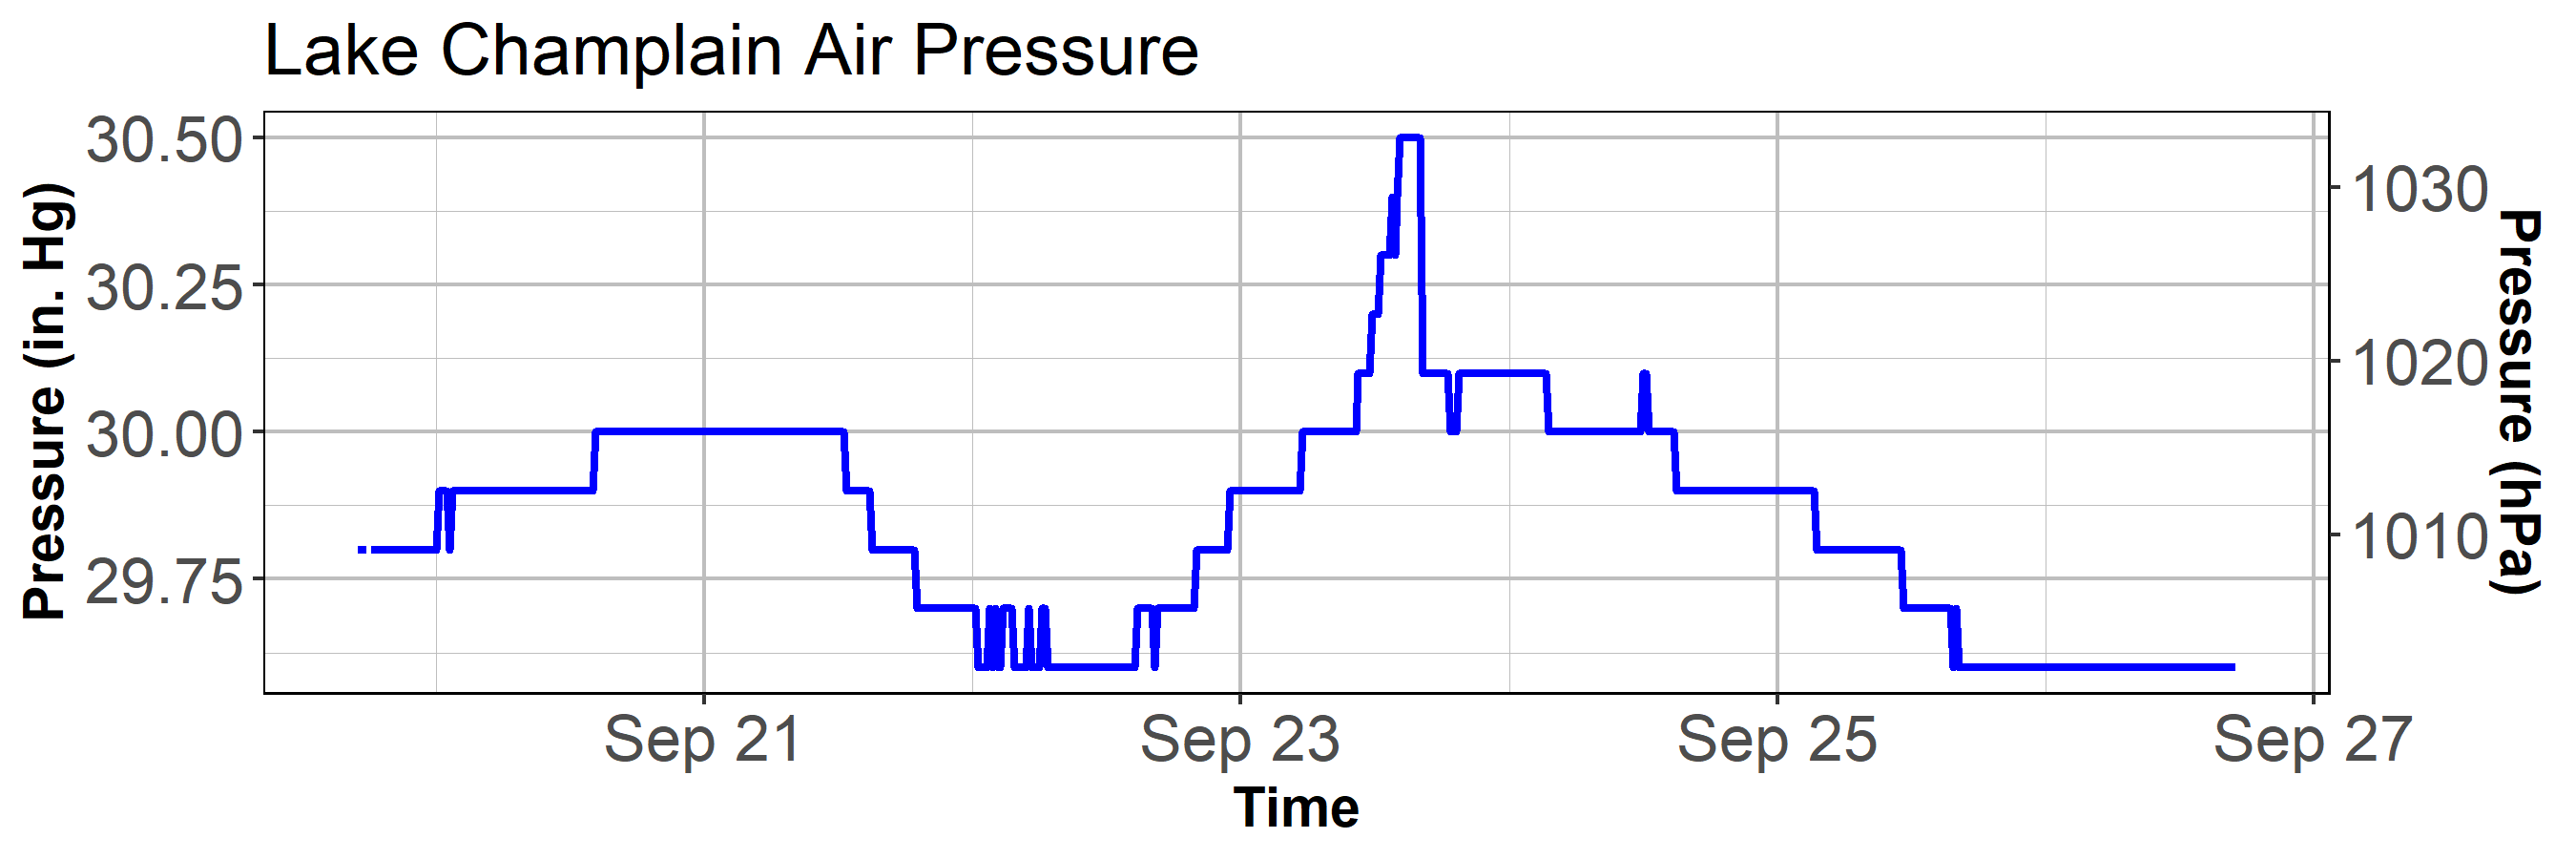 Lake Champlain Air Pressure
Pressure (in. Hg)
30.50
30.25
30.00
29.75
1030
1020
1010
Pressure (hPa)
Sep 21
Sep 23
Sep 25
Sep 27
Time